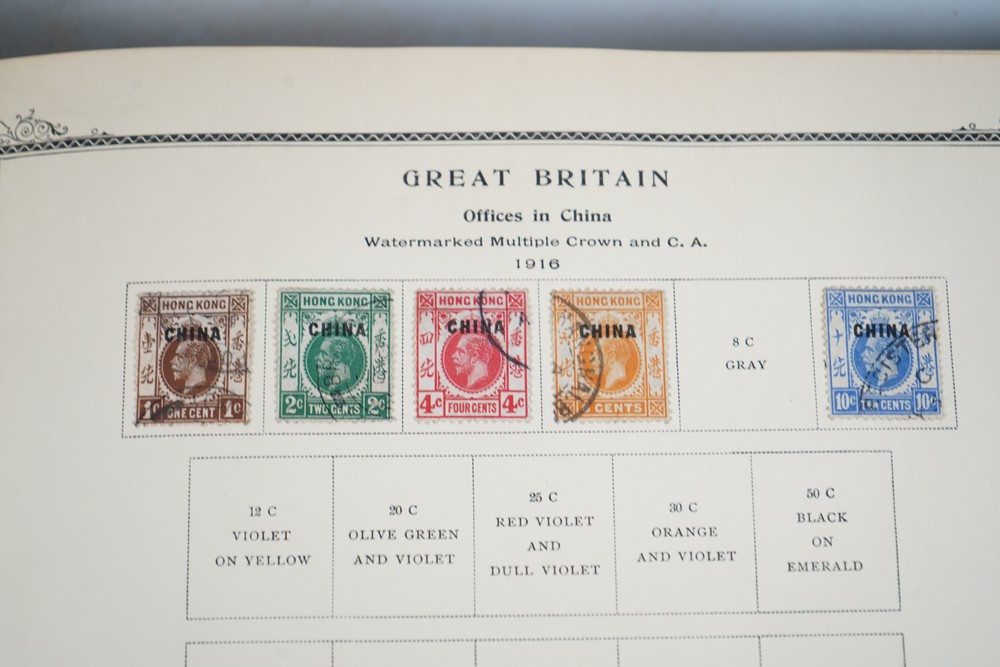 GREAT BRITAIN
Offices in China
Watermarked Multiple Crown and C. A.
1916
HONG KONG
CHINA
1c ONE CENT 1c
HONG KONG
CHINA
2c TWO CENTS 2c
HONG KONG
CHINA
4c FOUR CENTS 4c
HONG KONG
CHINA
CENTS
8 C
GRAY
HONG KONG
CHINA
10c TEN CENTS 10c
12 C
VIOLET
ON YELLOW
20 C
OLIVE GREEN
AND VIOLET
25 C
RED VIOLET
AND
DULL VIOLET
30 C
ORANGE
AND VIOLET
50 C
BLACK
ON
EMERALD